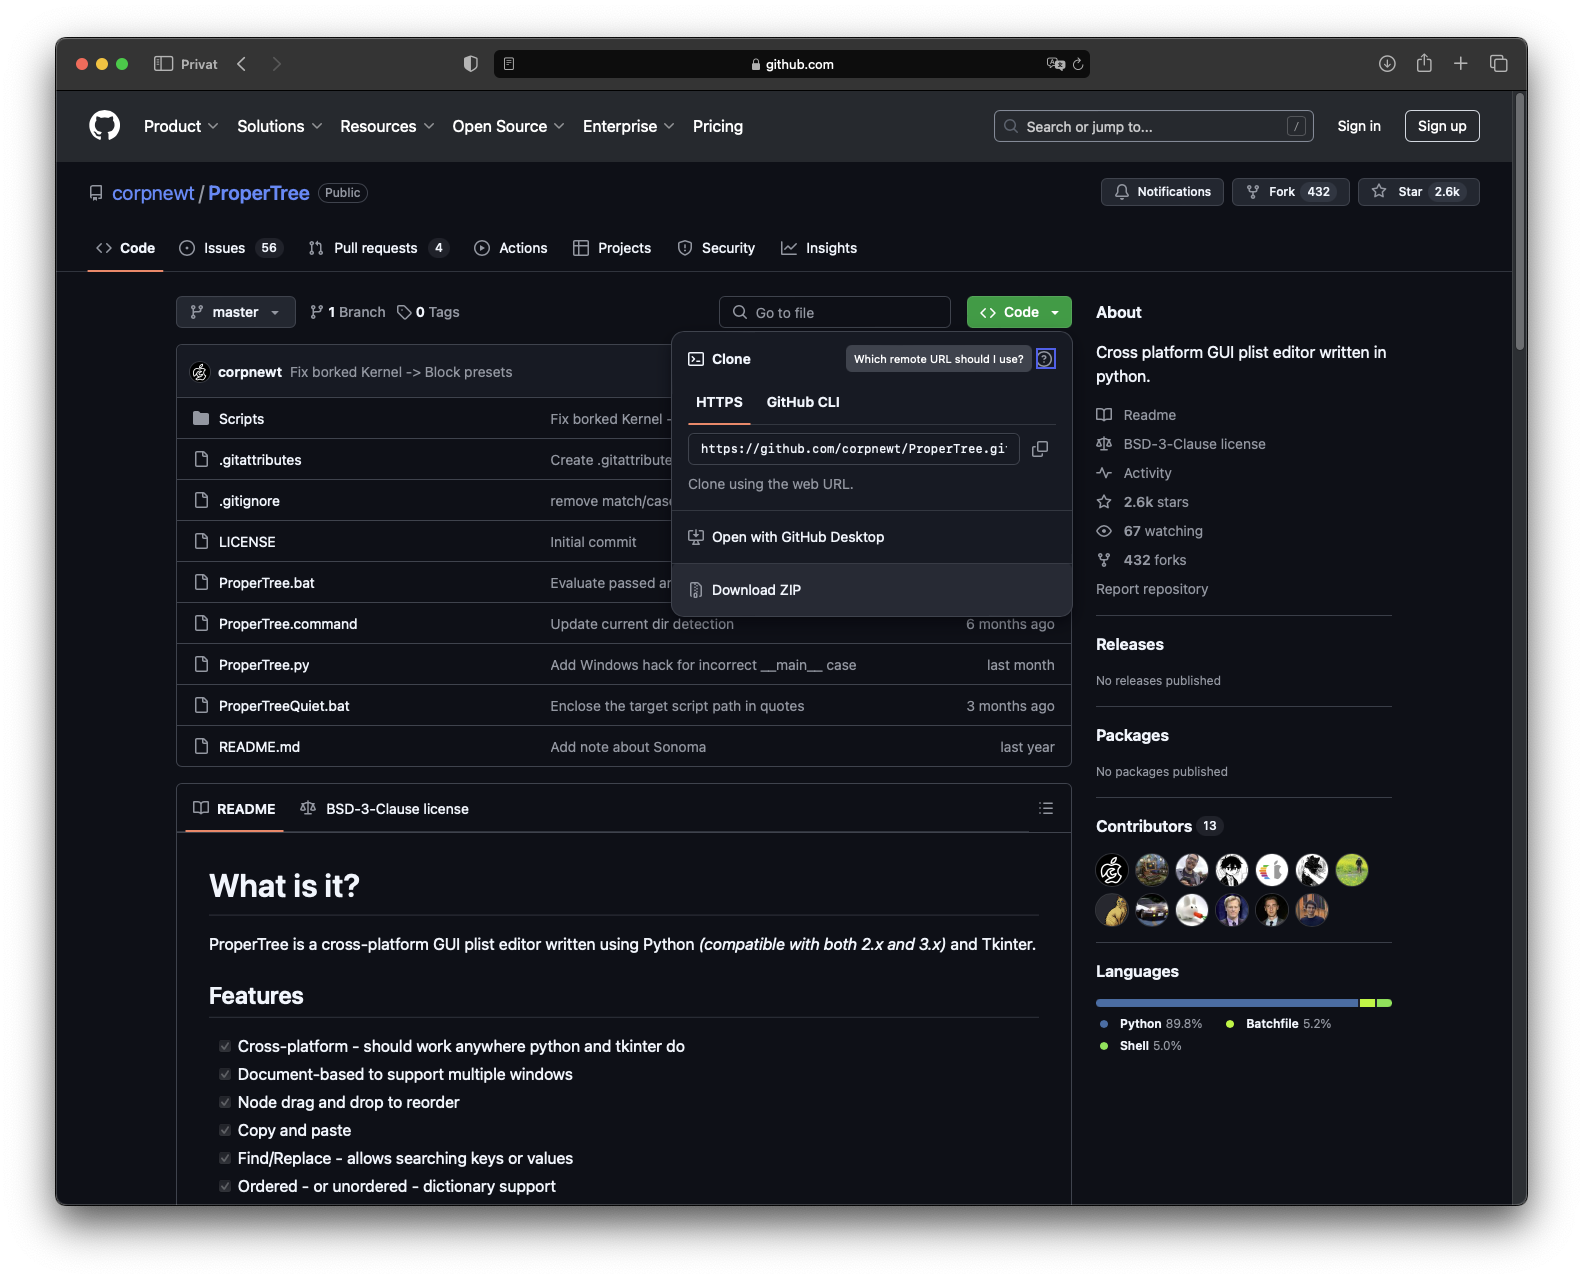 Privat
github.com
Product Solutions Resources Open Source Enterprise Pricing
Search or jump to... /
Sign in
Sign up
corpnewt / ProperTree Public
Notifications
Fork 432
Star 2.6k
Code
Issues 56
Pull requests 4
Actions
Projects
Security
Insights
master
1 Branch
0 Tags
Go to file
Code
corpnewt Fix borked Kernel -> Block presets
Clone
Which remote URL should I use?
HTTPS GitHub CLI
https://github.com/corpnewt/ProperTree.gi
Clone using the web URL.
Open with GitHub Desktop
Download ZIP
Scripts Fix borked Kernel -
.gitattributes Create .gitattribute
.gitignore remove match/case
LICENSE Initial commit
ProperTree.bat Evaluate passed ar
ProperTree.command Update current dir detection 6 months ago
ProperTree.py Add Windows hack for incorrect __main__ case last month
ProperTreeQuiet.bat Enclose the target script path in quotes 3 months ago
README.md Add note about Sonoma last year
README
BSD-3-Clause license
What is it?
ProperTree is a cross-platform GUI plist editor written using Python (compatible with both 2.x and 3.x) and Tkinter.
Features
Cross-platform - should work anywhere python and tkinter do
Document-based to support multiple windows
Node drag and drop to reorder
Copy and paste
Find/Replace - allows searching keys or values
Ordered - or unordered - dictionary support
About
Cross platform GUI plist editor written in
python.
Readme
BSD-3-Clause license
Activity
2.6k stars
67 watching
432 forks
Report repository
Releases
No releases published
Packages
No packages published
Contributors 13
Languages
Python 89.8% Batchfile 5.2%
Shell 5.0%